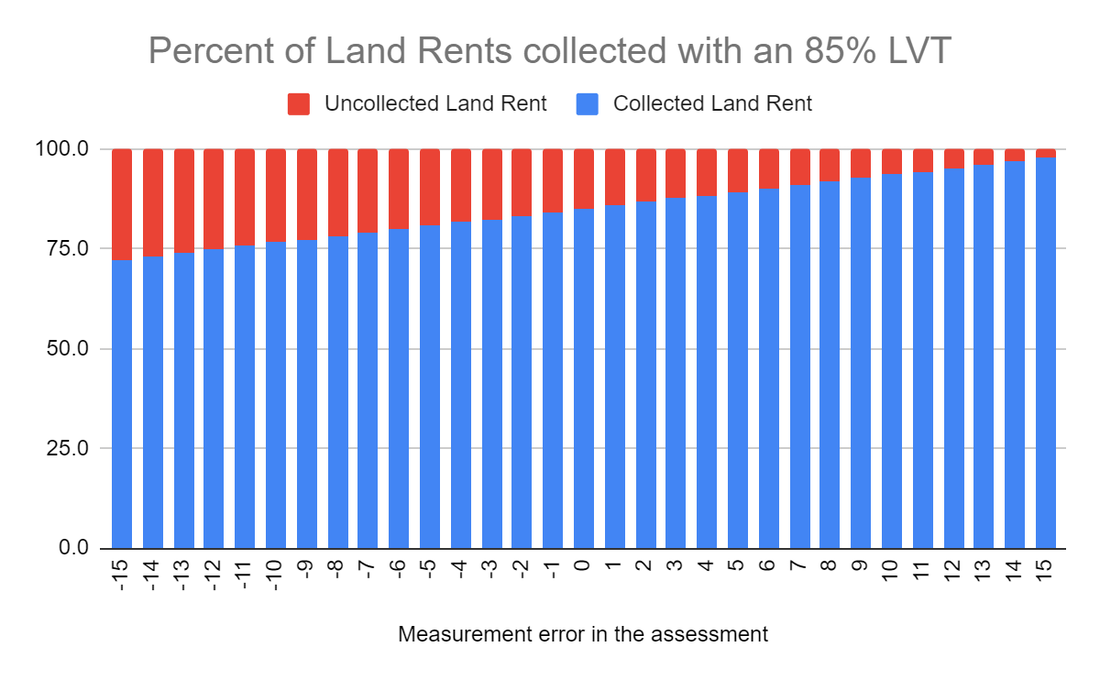 Percent of Land Rents collected with an 85% LVT
Uncollected Land Rent Collected Land Rent
100.0
75.0
50.0
25.0
0.0
-15 -14 -13 -12 -11 -10 -9 -8 -7 -6 -5 -4 -3 -2 -1 0 1 2 3 4 5 6 7 8 9 10 11 12 13 14 15
Measurement error in the assessment